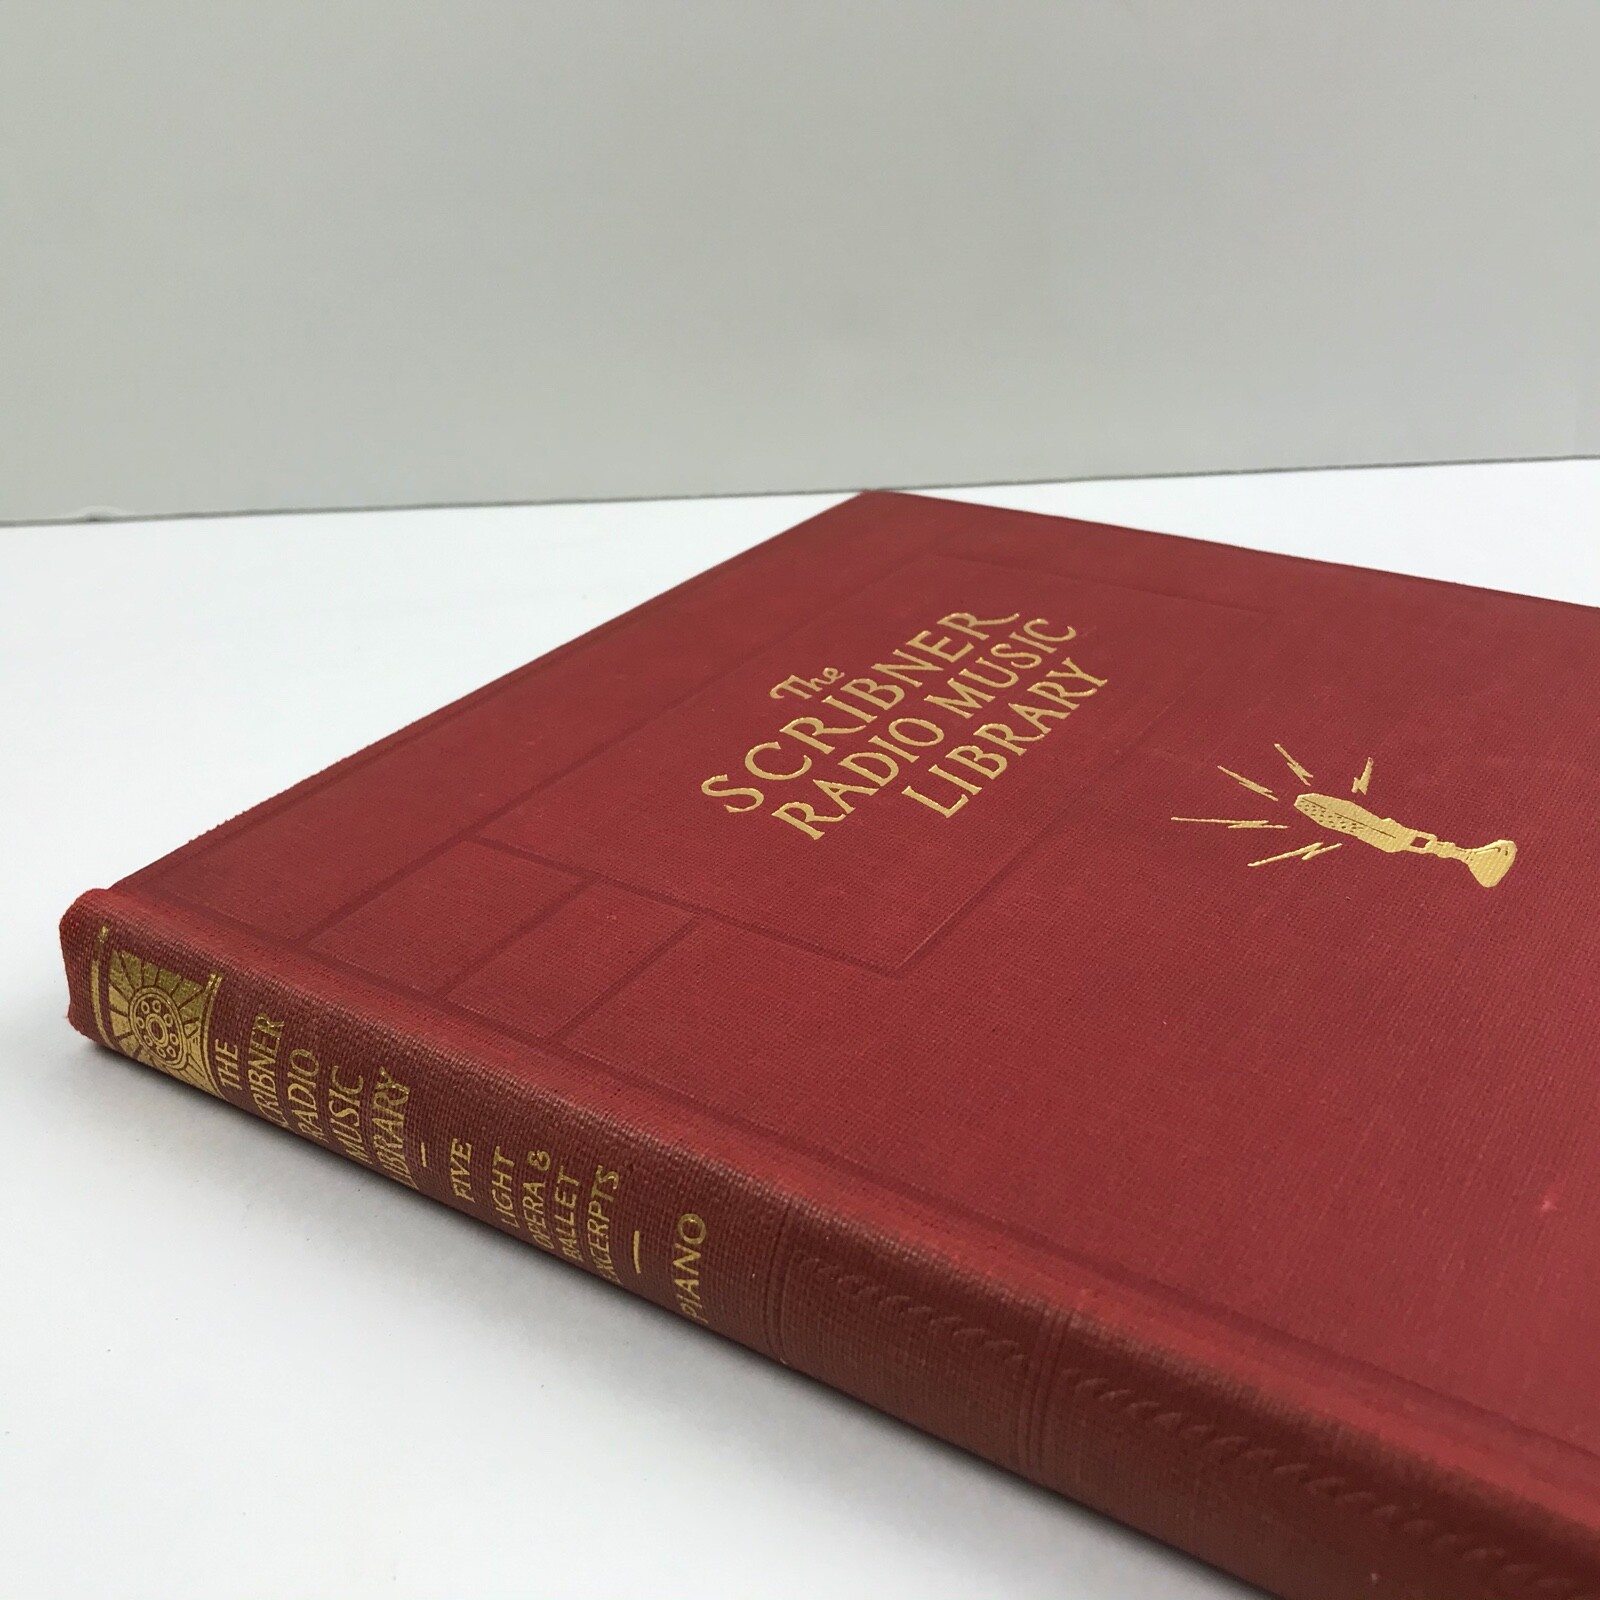 The
SCRIBNER
RADIO MUSIC
LIBRARY
THE
SCRIBNER
RADIO
MUSIC
LIBRARY
FIVE
LIGHT
OPERA &
BALLET
EXCERPTS
PIANO